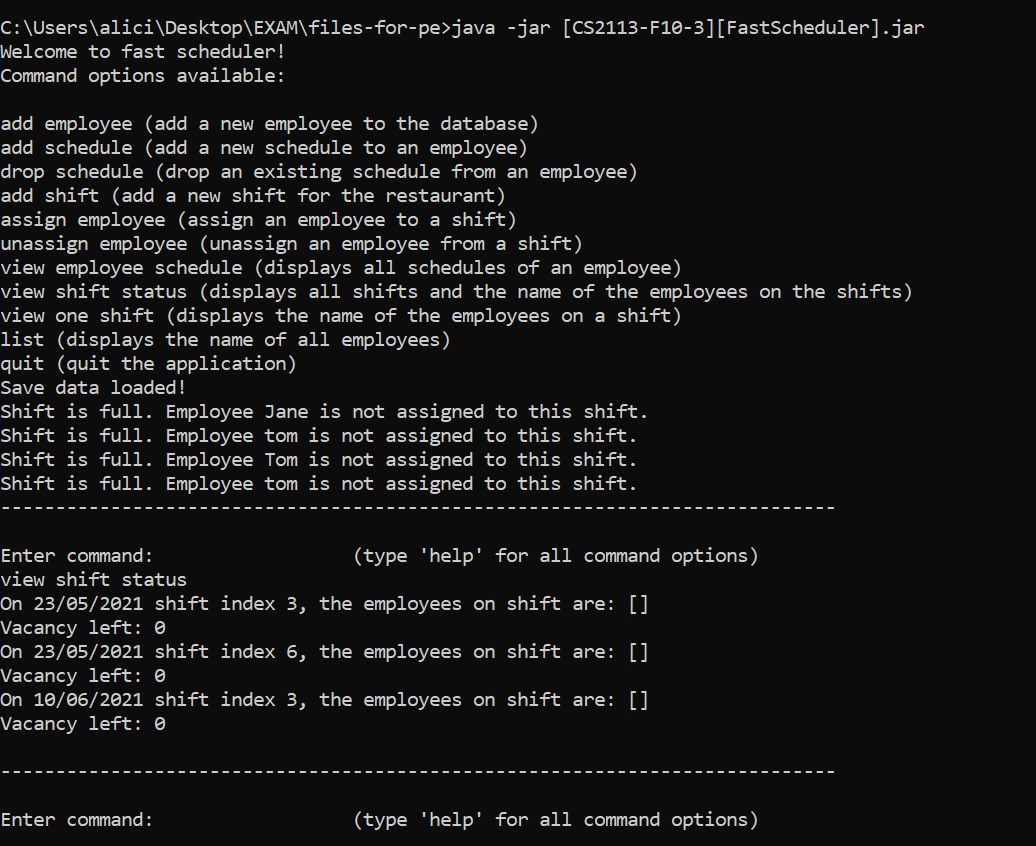 C:\Users\alici\Desktop\EXAM\files-for-pe>java -jar [CS2113-F10-3][FastScheduler].jar
Welcome to fast scheduler!
Command options available:
add employee (add a new employee to the database)
add schedule (add a new schedule to an employee)
drop schedule (drop an existing schedule from an employee)
add shift (add a new shift for the restaurant)
assign employee (assign an employee to a shift)
unassign employee (unassign an employee from a shift)
view employee schedule (displays all schedules of an employee)
view shift status (displays all shifts and the name of the employees on the shifts)
view one shift (displays the name of the employees on a shift)
list (displays the name of all employees)
quit (quit the application)
Save data loaded!
Shift is full. Employee Jane is not assigned to this shift.
Shift is full. Employee tom is not assigned to this shift.
Shift is full. Employee Tom is not assigned to this shift.
Shift is full. Employee tom is not assigned to this shift.
----------------------------------------------------------------------------
Enter command:                  (type 'help' for all command options)
view shift status
On 23/05/2021 shift index 3, the employees on shift are: []
Vacancy left: 0
On 23/05/2021 shift index 6, the employees on shift are: []
Vacancy left: 0
On 10/06/2021 shift index 3, the employees on shift are: []
Vacancy left: 0
----------------------------------------------------------------------------
Enter command:                  (type 'help' for all command options)